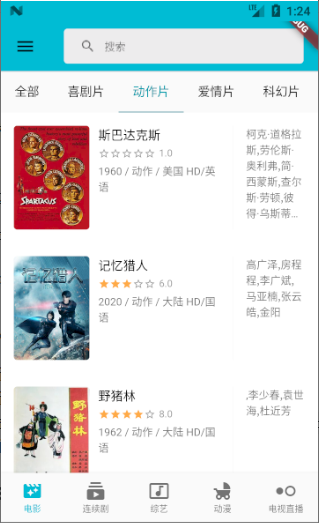 1:24
搜索
全部 喜剧片 动作片 爱情片 科幻片
SPARTACUS
斯巴达克斯
1.0
1960 / 动作 / 美国 HD/英
语
柯克·道格拉
斯,劳伦斯·
奥利弗,简·
西蒙斯,查尔
斯·劳顿,彼
得·乌斯蒂…
记忆猎人
记忆猎人
6.0
2020 / 动作 / 大陆 HD/国
语
高广泽,房程
程,李广斌,
马亚楠,张云
皓,金阳
野猪林
野猪林
8.0
1962 / 动作 / 大陆 HD/国
语
,李少春,袁世
海,杜近芳
电影 连续剧 综艺 动漫 电视直播